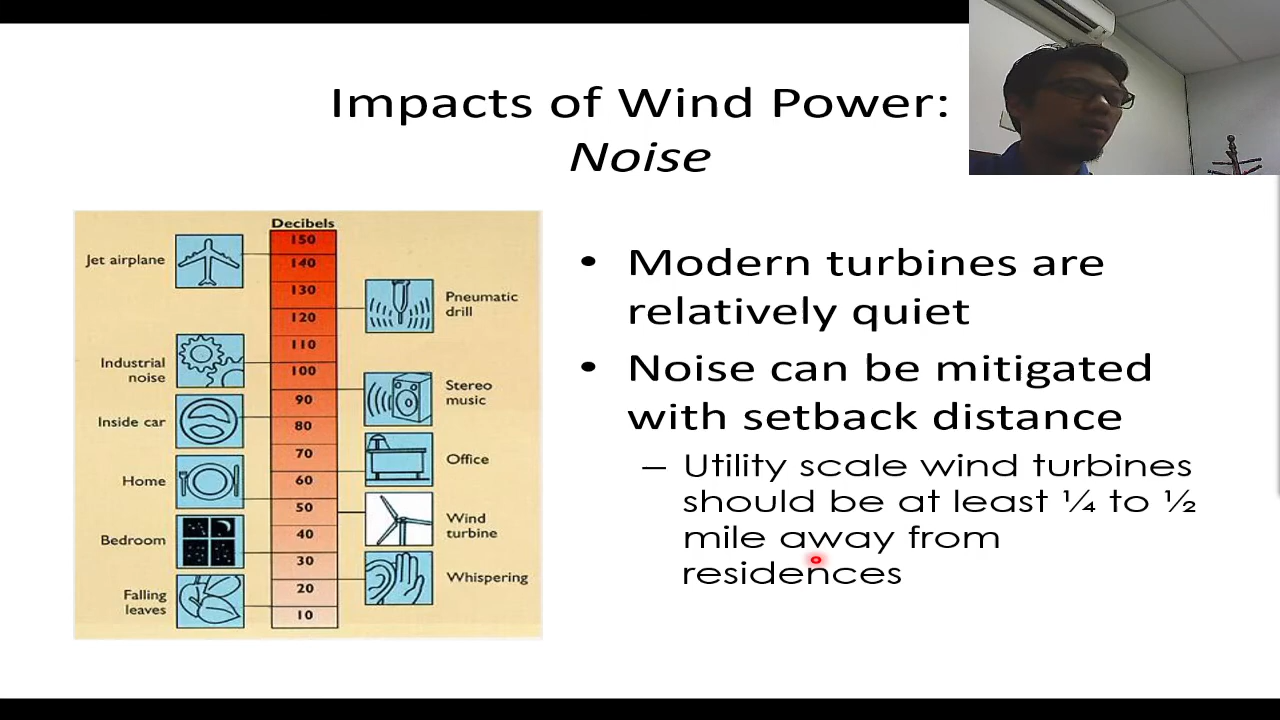 Impacts of Wind Power:
Noise
Decibels
150
140
130
120
110
100
90
80
70
60
50
40
30
20
10
Jet airplane
Industrial
noise
Inside car
Home
Bedroom
Falling
leaves
Pneumatic
drill
Stereo
music
Office
Wind
turbine
Whispering
• Modern turbines are
relatively quiet
• Noise can be mitigated
with setback distance
– Utility scale wind turbines
should be at least ¼ to ½
mile away from
residences